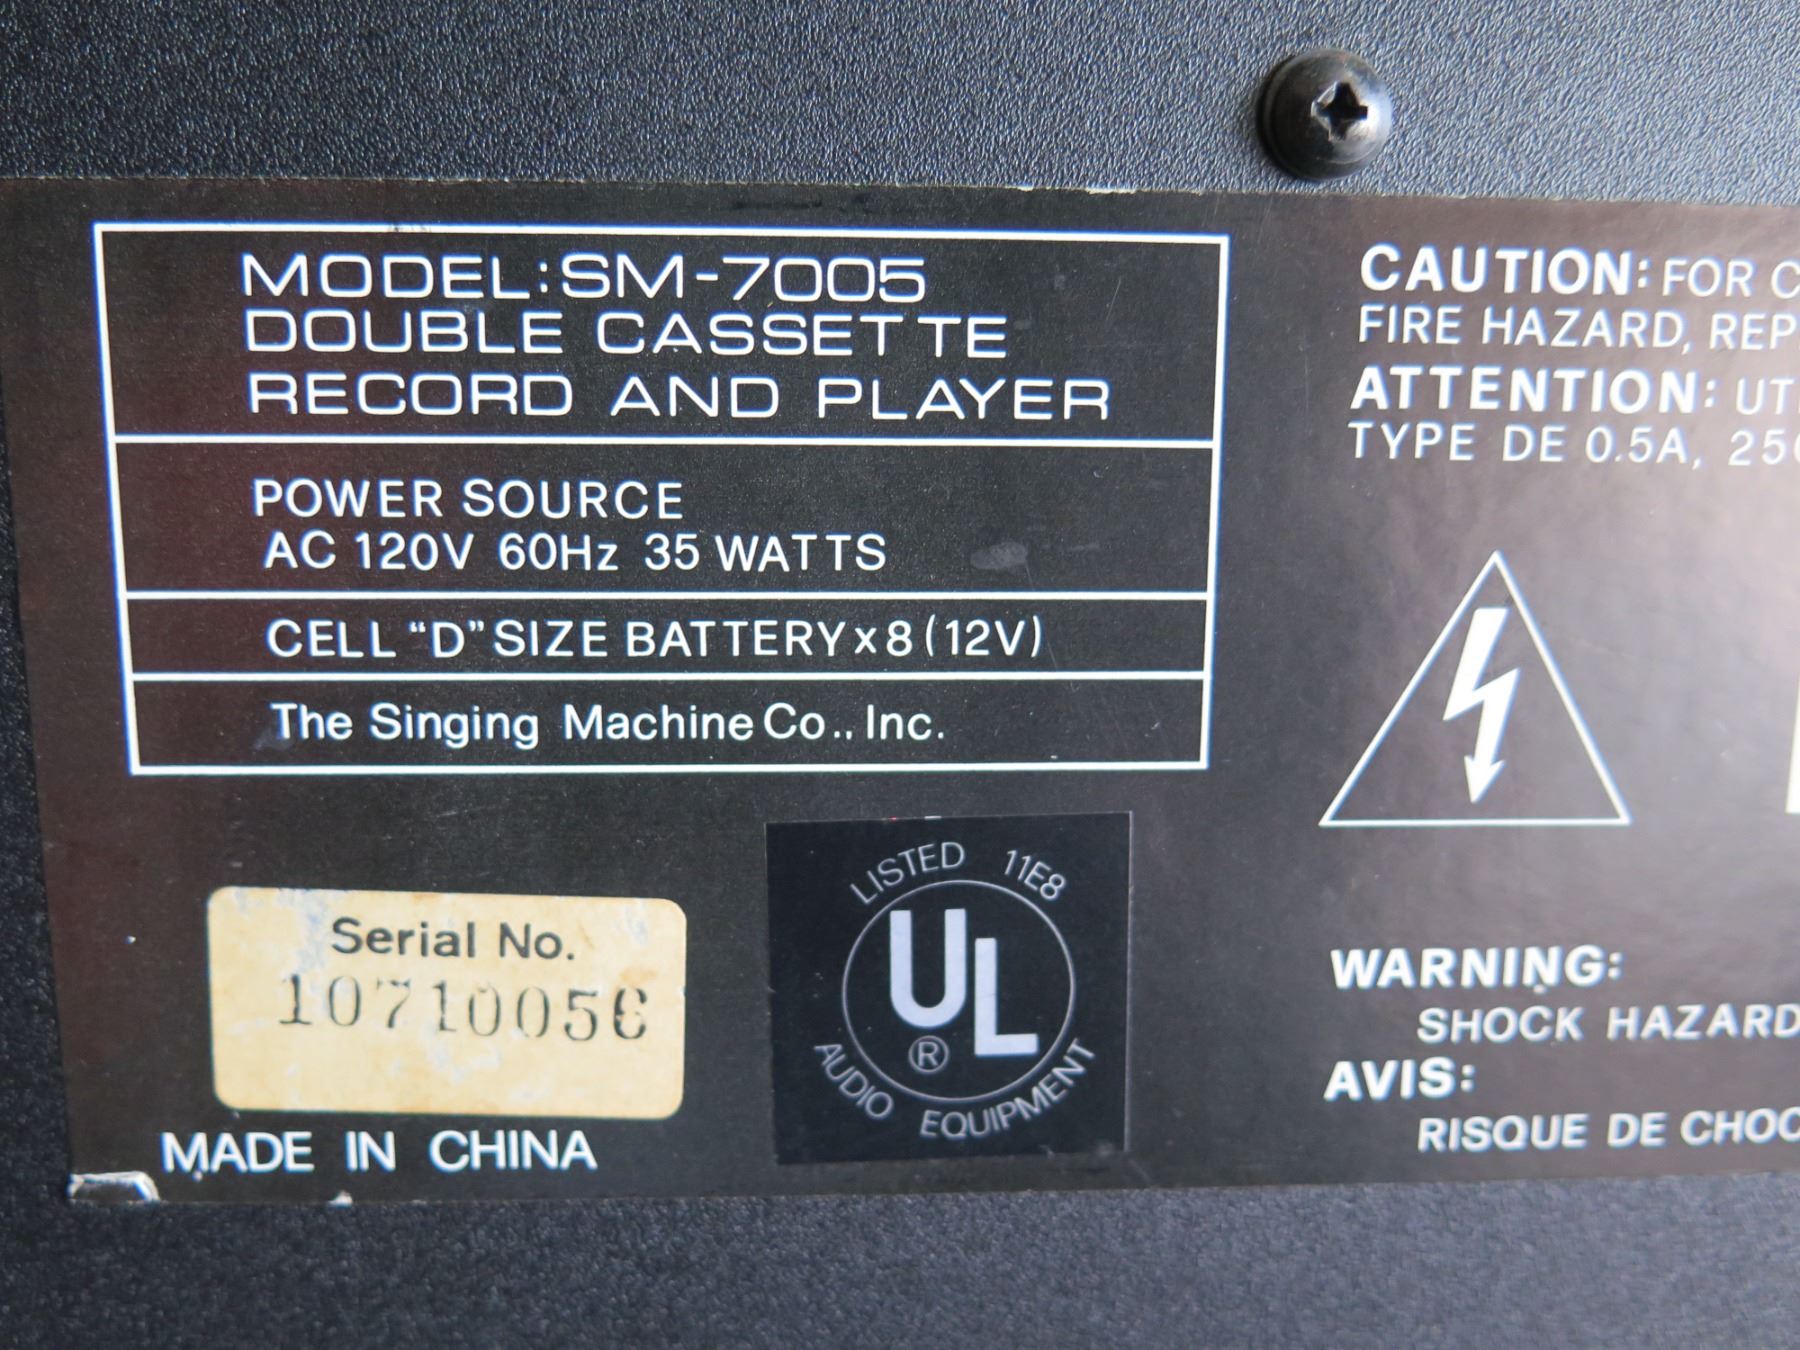 MODEL:SM-7005
DOUBLE CASSETTE
RECORD AND PLAYER
POWER SOURCE
AC 120V 60Hz 35 WATTS
CELL "D" SIZE BATTERY x 8 (12V)
The Singing Machine Co., Inc.
Serial No.
10710056
MADE IN CHINA
LISTED 11E8
UL
®
AUDIO EQUIPMENT
CAUTION: FOR
FIRE HAZARD,
ATTENTION:
TYPE DE 0.5A,
WARNING:
SHOCK HAZARD
AVIS:
RISQUE DE